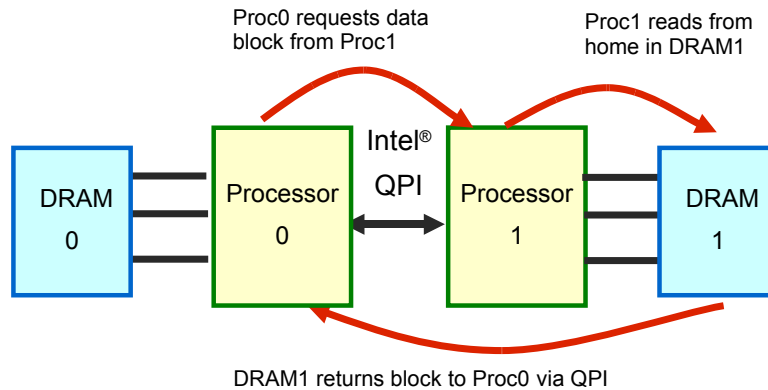 Proc0 requests data
block from Proc1
Proc1 reads from
home in DRAM1
Intel®
QPI
DRAM
0
Processor
0
Processor
1
DRAM
1
DRAM1 returns block to Proc0 via QPI